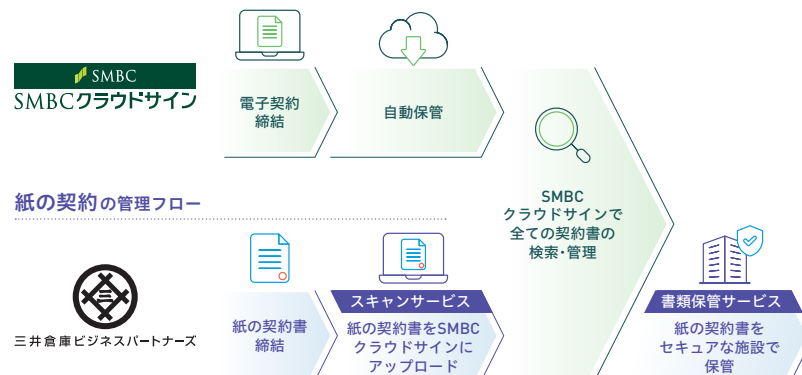 SMBC
SMBCクラウドサイン
電子契約
締結
自動保管
SMBC
クラウドサインで
全ての契約書の
検索・管理
紙の契約の管理フロー
三
三井倉庫ビジネスパートナーズ
紙の契約書
締結
スキャンサービス
紙の契約書をSMBC
クラウドサインに
アップロード
書類保管サービス
紙の契約書を
セキュアな施設で
保管